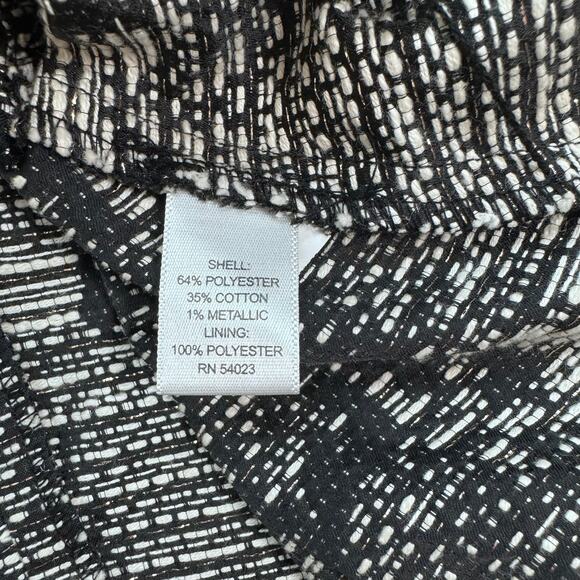 SHELL:
64% POLYESTER
35% COTTON
1% METALLIC
LINING:
100% POLYESTER
RN 54023